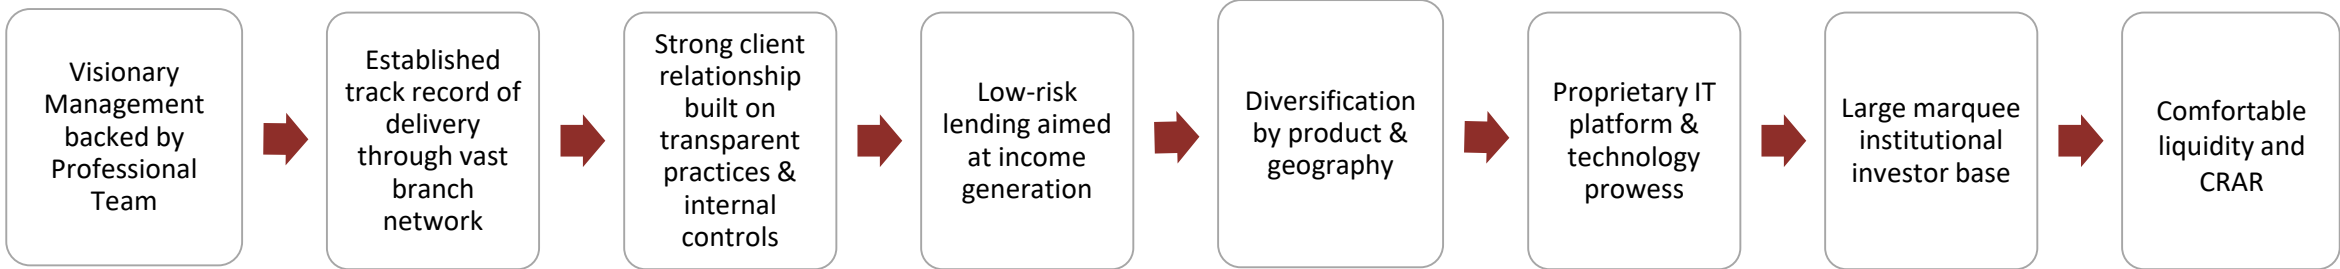 Visionary
Management
backed by
Professional
Team
Established
track record of
delivery
through vast
branch
network
Strong client
relationship
built on
transparent
practices &
internal
controls
Low-risk
lending aimed
at income
generation
Diversification
by product &
geography
Proprietary IT
platform &
technology
prowess
Large marquee
institutional
investor base
Comfortable
liquidity and
CRAR